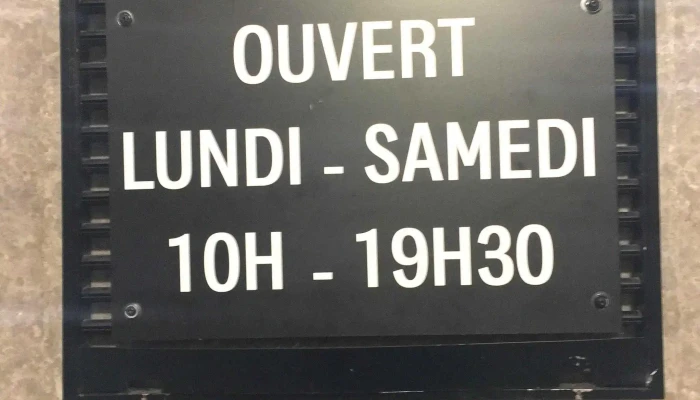 OUVERT
LUNDI - SAMEDI
10H - 19H30